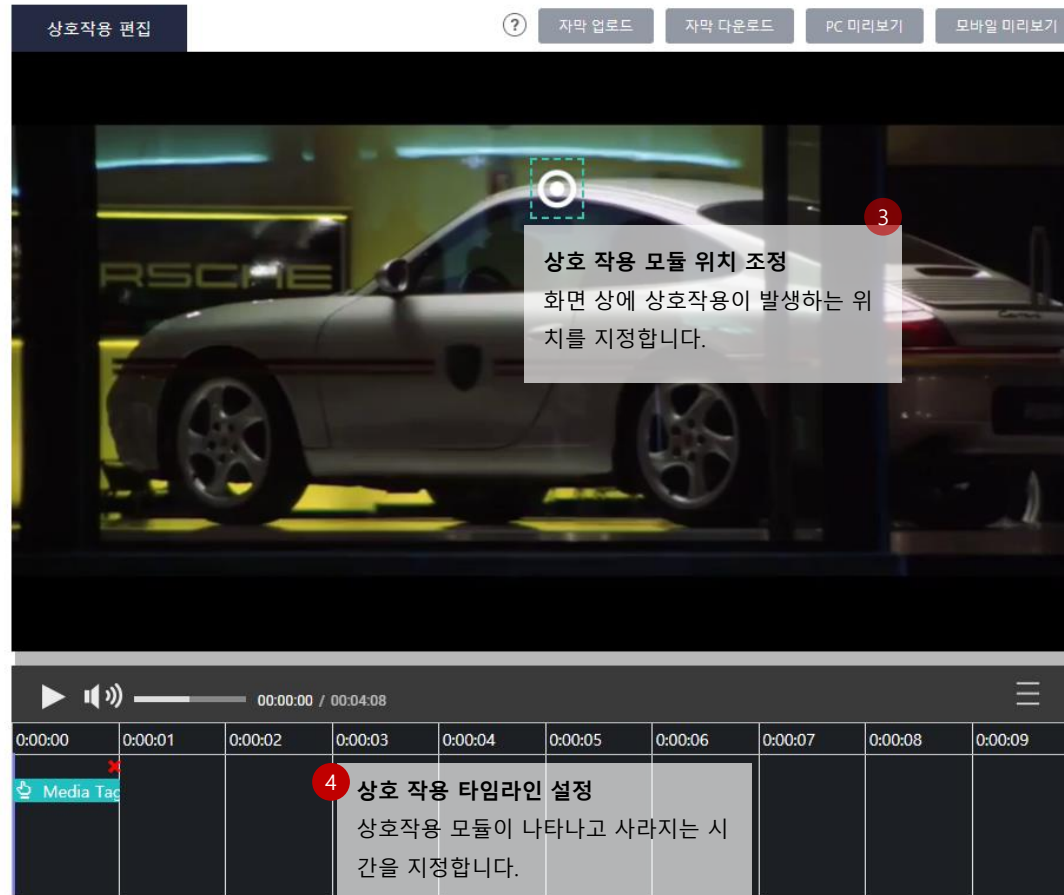 상호작용 편집
?
자막 업로드
자막 다운로드
PC 미리보기
모바일 미리보기
RSCHE
3
상호 작용 모듈 위치 조정
화면 상에 상호작용이 발생하는 위
치를 지정합니다.
00:00:00 / 00:04:08
0:00:00 0:00:01 0:00:02 0:00:03 0:00:04 0:00:05 0:00:06 0:00:07 0:00:08 0:00:09
Media Tag
4
상호 작용 타임라인 설정
상호작용 모듈이 나타나고 사라지는 시
간을 지정합니다.